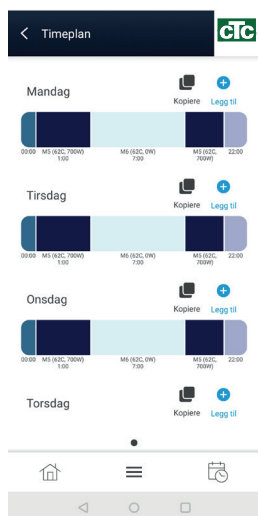 Timeplan
CTC
Mandag
Kopiere Legg til
00:00 M5 (62C, 700W) M6 (62C, 0W) M5 (62C, 22:00
1:00 7:00 700W)
Tirsdag
Kopiere Legg til
00:00 M5 (62C, 700W) M6 (62C, 0W) M5 (62C, 22:00
1:00 7:00 700W)
Onsdag
Kopiere Legg til
00:00 M5 (62C, 700W) M6 (62C, 0W) M5 (62C, 22:00
1:00 7:00 700W)
Torsdag
Kopiere Legg til